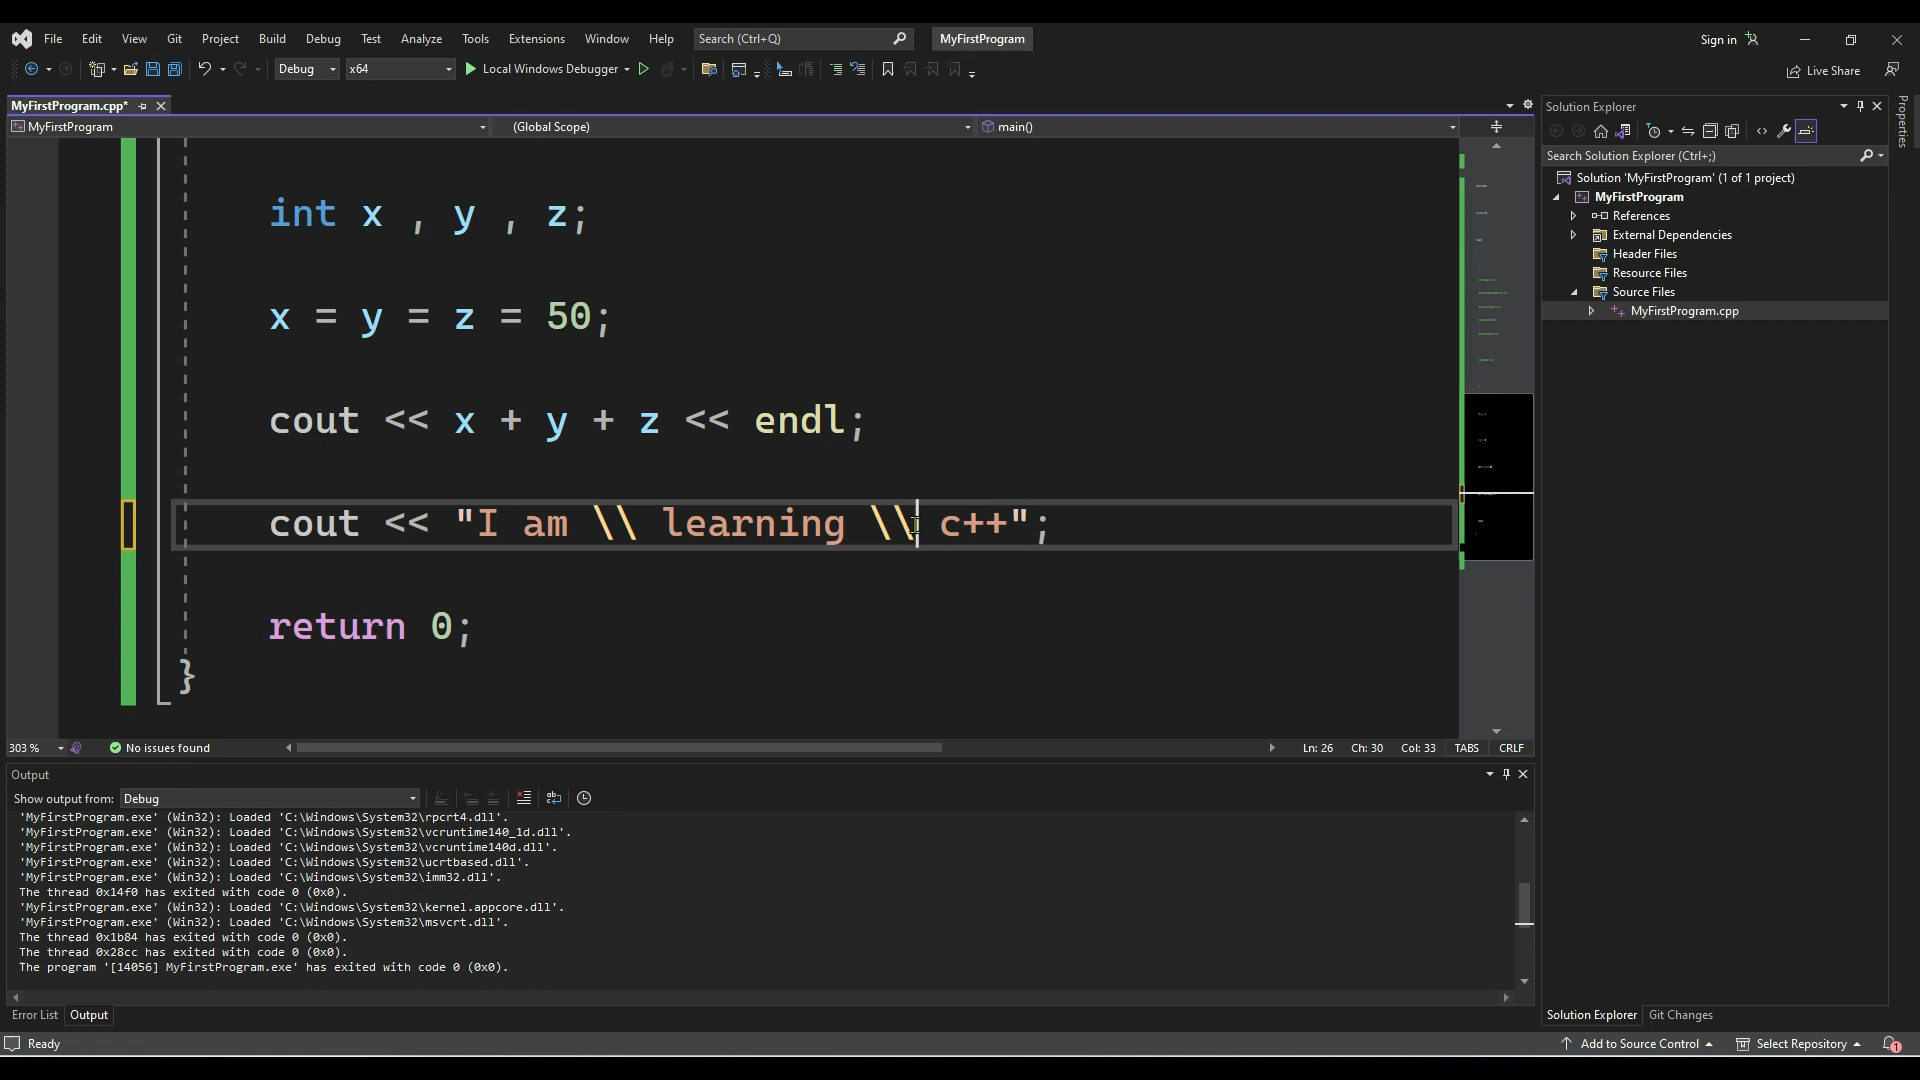 File Edit View Git Project Build Debug Test Analyze Tools Extensions Window Help Search (Ctrl+Q) MyFirstProgram Sign in
Debug x64 Local Windows Debugger Live Share
MyFirstProgram.cpp*
MyFirstProgram (Global Scope) main()
int x , y , z;
x = y = z = 50;
cout << x + y + z << endl;
cout << "I am \\ learning \\ c++";
return 0;
}
303 % No issues found Ln: 26 Ch: 30 Col: 33 TABS CRLF
Output
Show output from: Debug
'MyFirstProgram.exe' (Win32): Loaded 'C:\Windows\System32\rpcrt4.dll'.
'MyFirstProgram.exe' (Win32): Loaded 'C:\Windows\System32\vcruntime140_1d.dll'.
'MyFirstProgram.exe' (Win32): Loaded 'C:\Windows\System32\vcruntime140d.dll'.
'MyFirstProgram.exe' (Win32): Loaded 'C:\Windows\System32\ucrtbased.dll'.
'MyFirstProgram.exe' (Win32): Loaded 'C:\Windows\System32\imm32.dll'.
The thread 0x14f0 has exited with code 0 (0x0).
'MyFirstProgram.exe' (Win32): Loaded 'C:\Windows\System32\kernel.appcore.dll'.
'MyFirstProgram.exe' (Win32): Loaded 'C:\Windows\System32\msvcrt.dll'.
The thread 0x1b84 has exited with code 0 (0x0).
The thread 0x28cc has exited with code 0 (0x0).
The program '[14056] MyFirstProgram.exe' has exited with code 0 (0x0).
Error List Output
Solution Explorer
Search Solution Explorer (Ctrl+;)
Solution 'MyFirstProgram' (1 of 1 project)
MyFirstProgram
References
External Dependencies
Header Files
Resource Files
Source Files
MyFirstProgram.cpp
Solution Explorer Git Changes
Properties
Ready Add to Source Control Select Repository 1